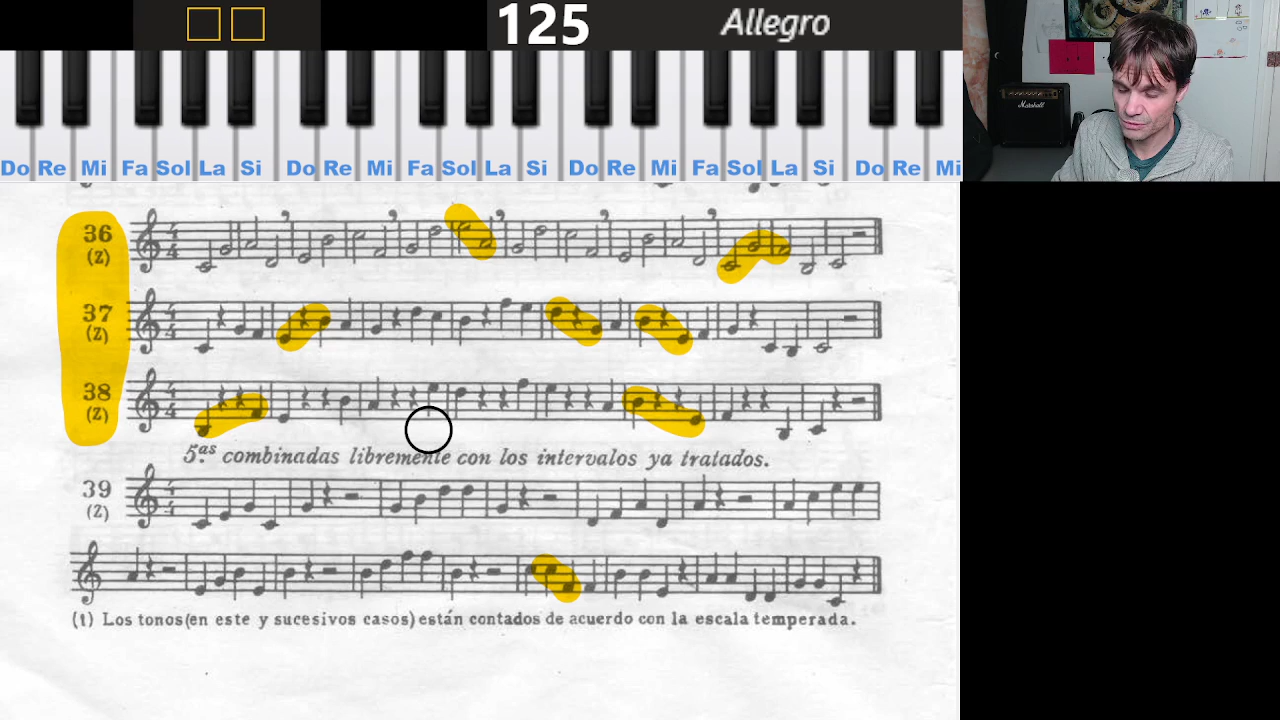 125 Allegro
Marshall
Do Re Mi Fa Sol La Si Do Re Mi Fa Sol La Si Do Re Mi Fa Sol La Si Do Re Mi
36
(Z)
37
(Z)
38
(Z)
5.as combinadas libremente con los intervalos ya tratados.
39
(Z)
(1) Los tonos (en este y sucesivos casos) están contados de acuerdo con la escala temperada.